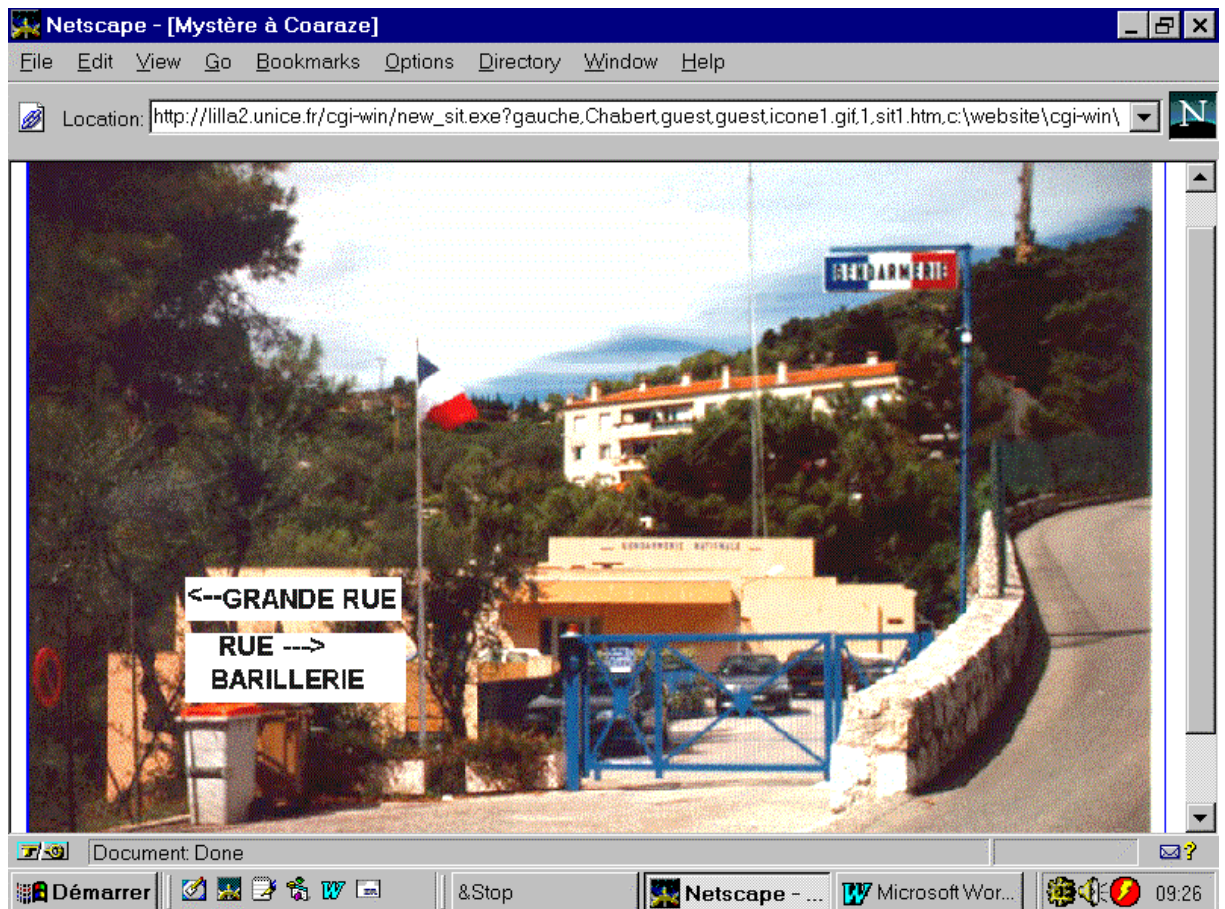 Netscape - [Mystère à Coaraze]
File Edit View Go Bookmarks Options Directory Window Help
Location: http://lilla2.unice.fr/cgi-win/new_sit.exe?gauche,Chabert,guest,guest,icone1.gif,1,sit1.htm,c:\website\cgi-win\
N
GENDARMERIE
GENDARMERIE NATIONALE
<--GRANDE RUE
RUE --->
BARILLERIE
Document: Done
Démarrer
&Stop
Netscape - ...
Microsoft Wor...
09:26